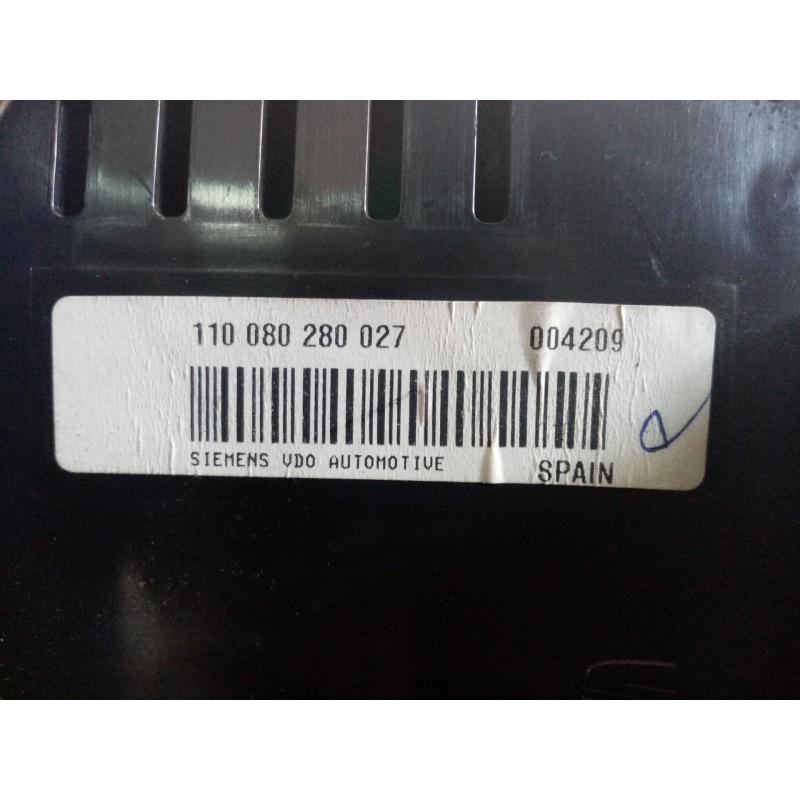 110 080 280 027 004209
SIEMENS VDO AUTOMOTIVE SPAIN